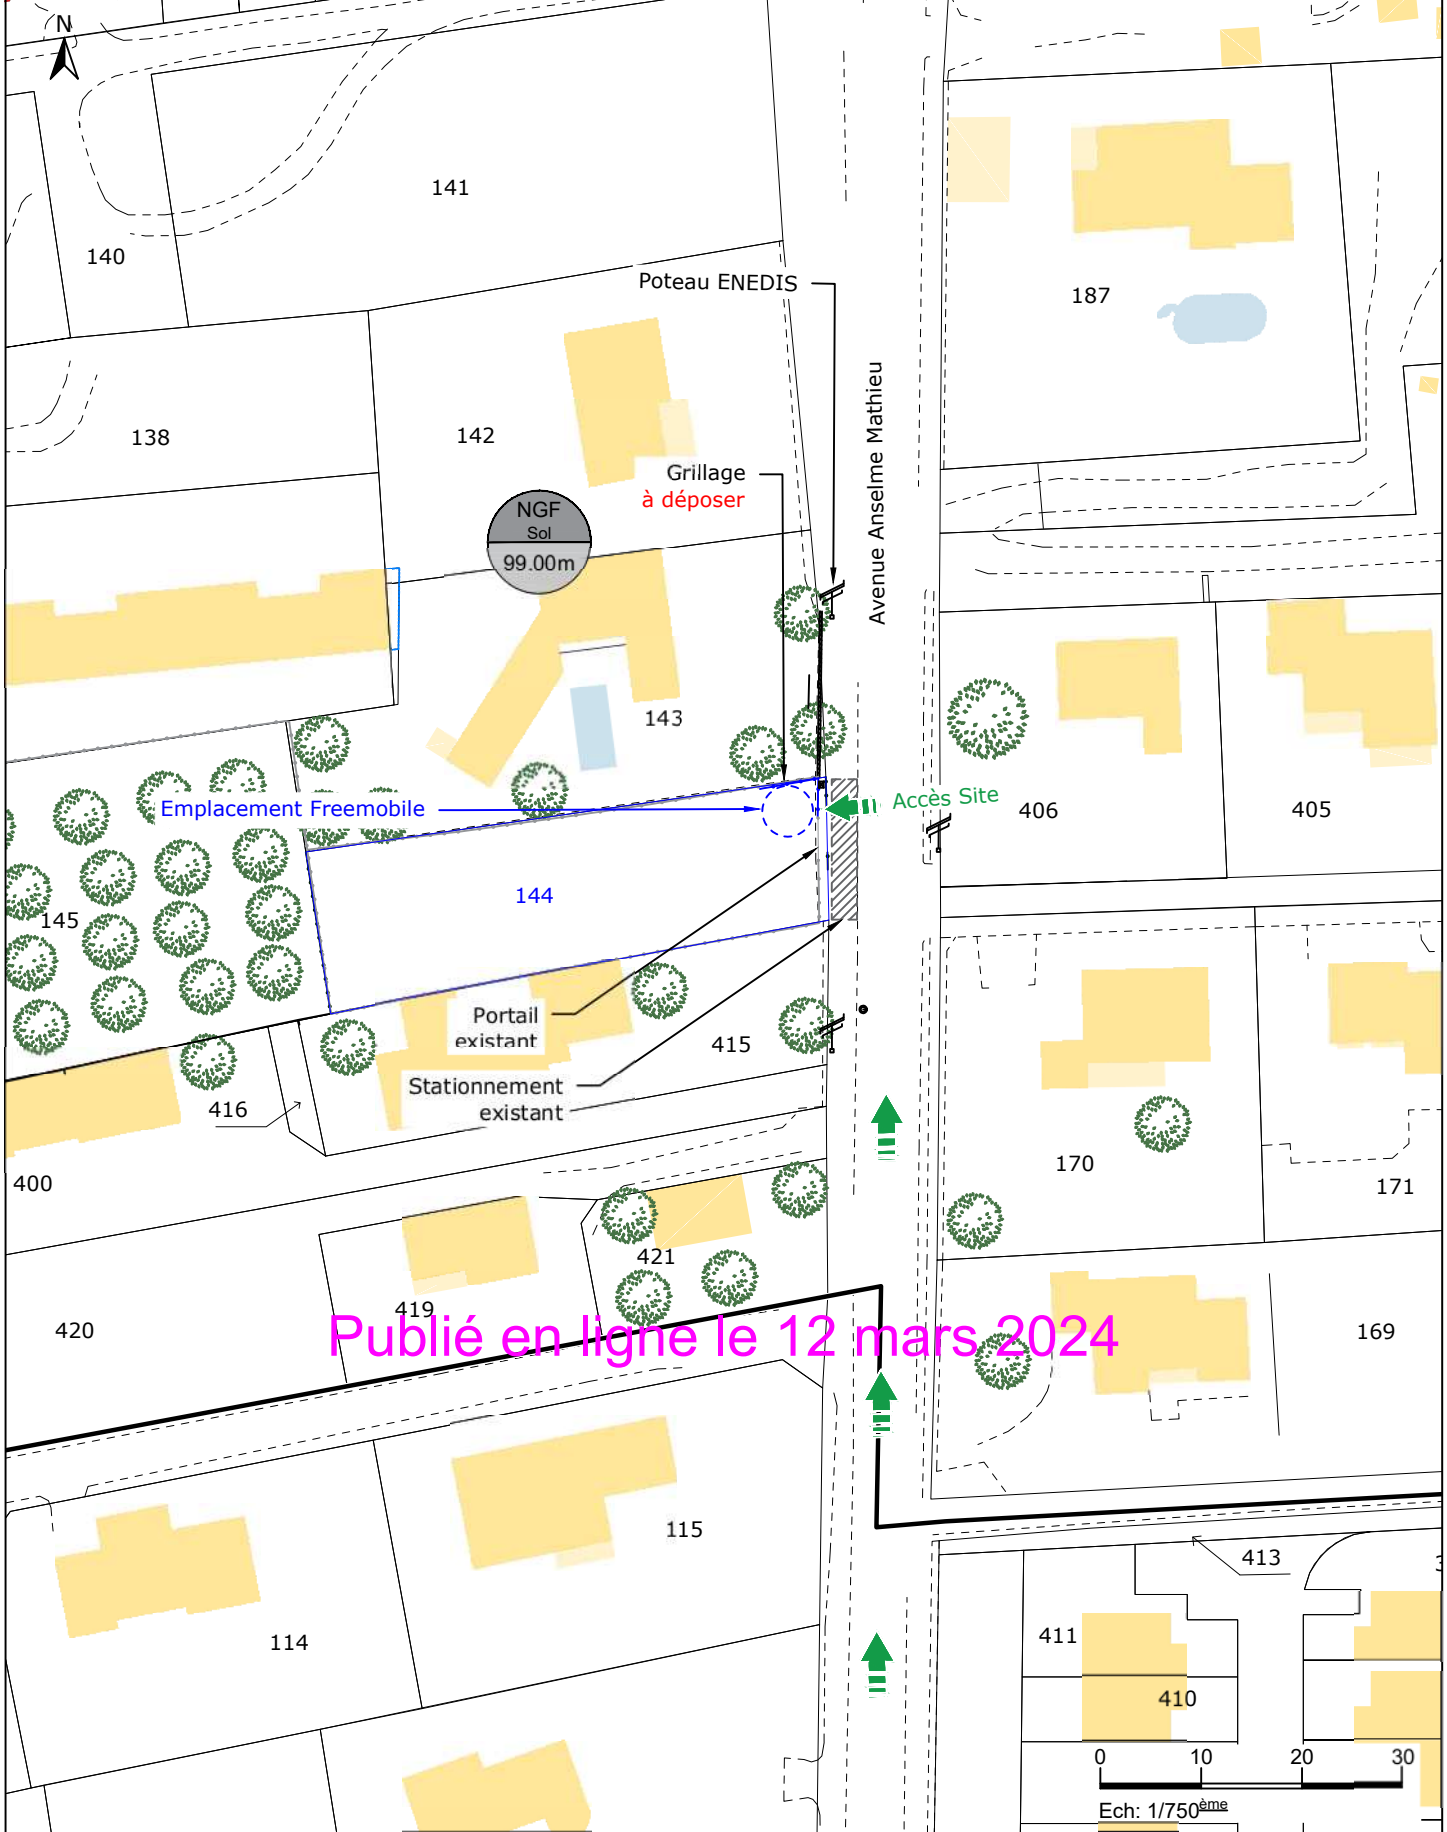 N
141
140
Poteau ENEDIS
187
Avenue Anselme Mathieu
138
142
Grillage
à déposer
NGF
Sol
99.00m
143
Emplacement Freemobile
Accès Site
406
405
144
145
Portail
existant
415
Stationnement
existant
416
400
170
171
421
419
420
Publié en ligne le 12 mars 2024
169
115
413
114
411
410
0 10 20 30
Ech: 1/750ème